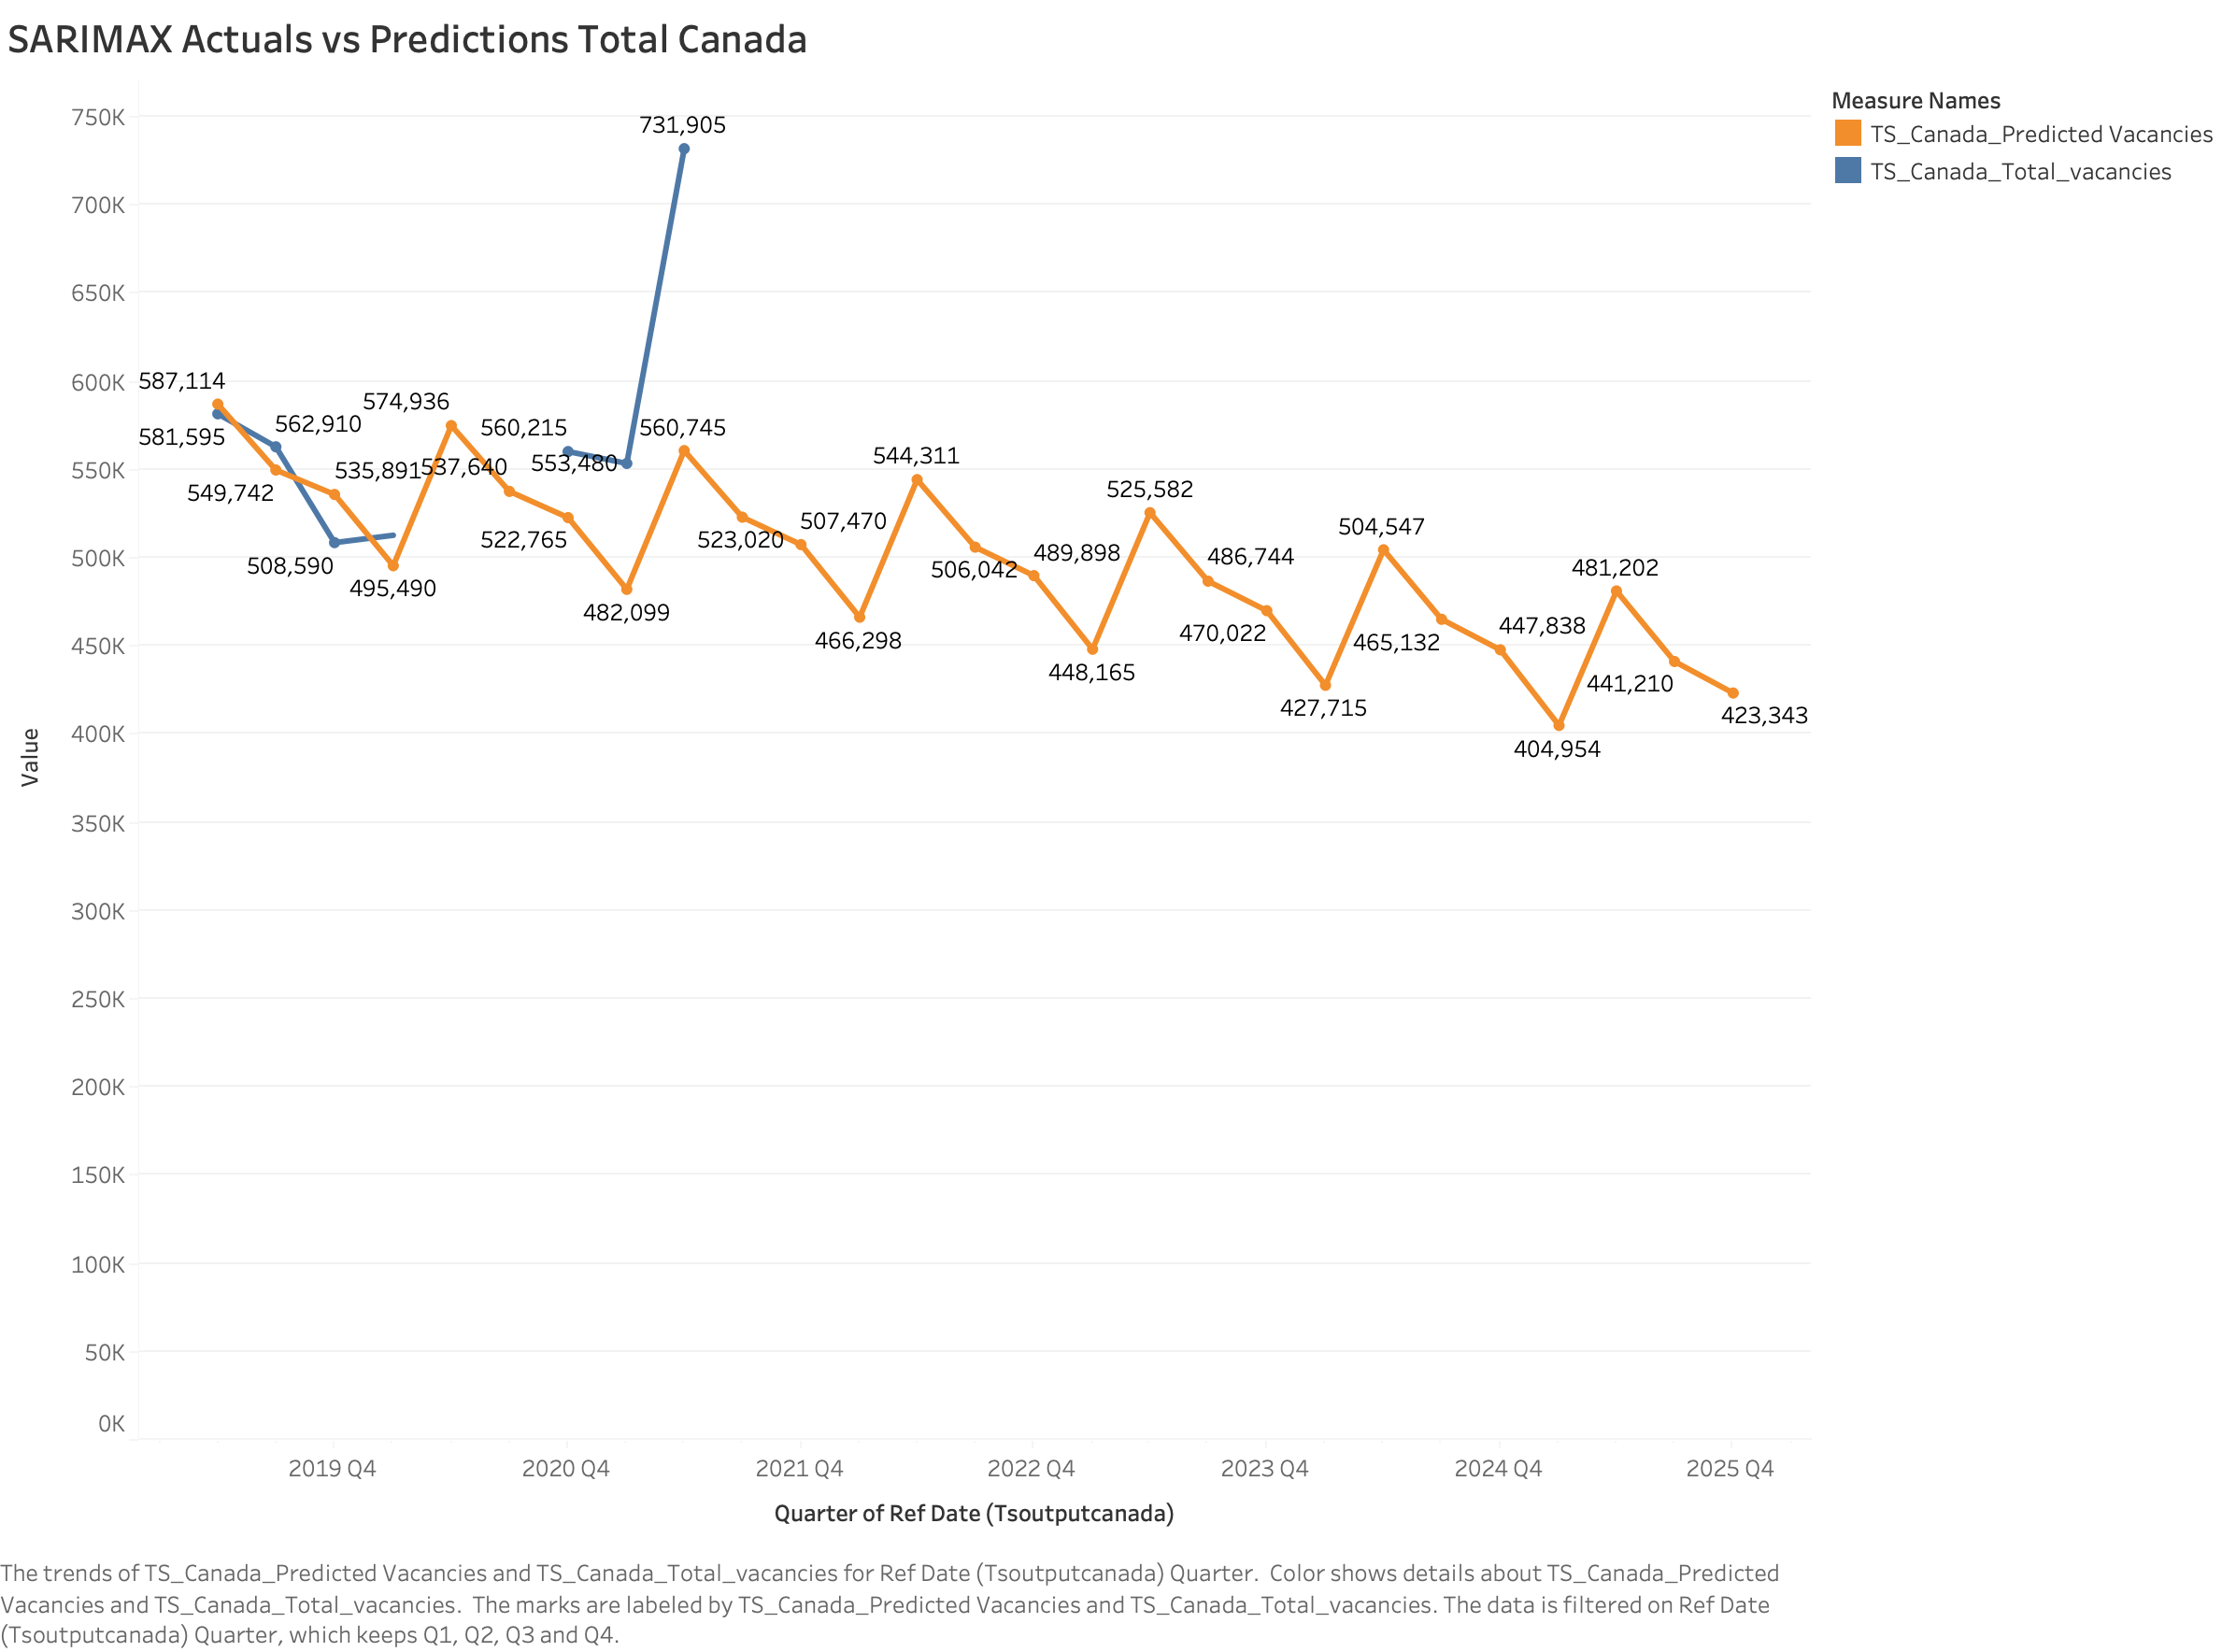 SARIMAX Actuals vs Predictions Total Canada
Measure Names
TS_Canada_Predicted Vacancies
TS_Canada_Total_vacancies
750K
700K
650K
600K
550K
500K
450K
400K
350K
300K
250K
200K
150K
100K
50K
0K
Value
731,905
587,114
581,595
562,910
549,742
535,891
508,590
495,490
574,936
537,640
560,215
553,480
522,765
482,099
560,745
523,020
507,470
466,298
544,311
506,042
489,898
448,165
525,582
486,744
470,022
427,715
504,547
465,132
447,838
404,954
481,202
441,210
423,343
2019 Q4
2020 Q4
2021 Q4
2022 Q4
2023 Q4
2024 Q4
2025 Q4
Quarter of Ref Date (Tsoutputcanada)
The trends of TS_Canada_Predicted Vacancies and TS_Canada_Total_vacancies for Ref Date (Tsoutputcanada) Quarter.  Color shows details about TS_Canada_Predicted
Vacancies and TS_Canada_Total_vacancies.  The marks are labeled by TS_Canada_Predicted Vacancies and TS_Canada_Total_vacancies. The data is filtered on Ref Date
(Tsoutputcanada) Quarter, which keeps Q1, Q2, Q3 and Q4.